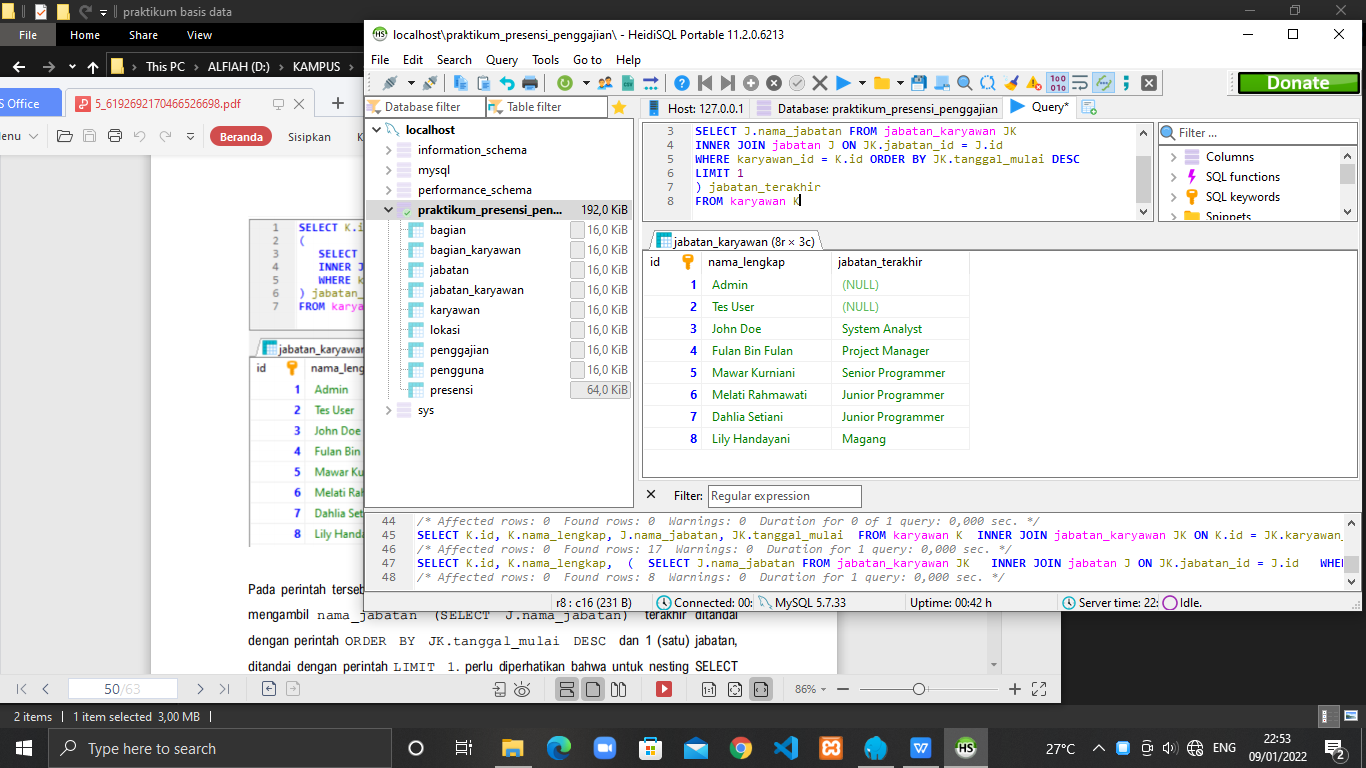 praktikum basis data
File Home Share View
This PC ALFIAH (D:) KAMPUS
S Office
5_6192692170466526698.pdf
enu
Beranda
Sisipkan
localhost\praktikum_presensi_penggajian\ - HeidiSQL Portable 11.2.0.6213
File Edit Search Query Tools Go to Help
Donate
Database filter
Table filter
Host: 127.0.0.1
Database: praktikum_presensi_penggajian
Query*
localhost
information_schema
mysql
performance_schema
praktikum_presensi_pen... 192,0 KiB
bagian 16,0 KiB
bagian_karyawan 16,0 KiB
jabatan 16,0 KiB
jabatan_karyawan 16,0 KiB
karyawan 16,0 KiB
lokasi 16,0 KiB
penggajian 16,0 KiB
pengguna 16,0 KiB
presensi 64,0 KiB
sys
3 SELECT J.nama_jabatan FROM jabatan_karyawan JK
4 INNER JOIN jabatan J ON JK.jabatan_id = J.id
5 WHERE karyawan_id = K.id ORDER BY JK.tanggal_mulai DESC
6 LIMIT 1
7 ) jabatan_terakhir
8 FROM karyawan K
Filter ...
Columns
SQL functions
SQL keywords
Snippets
jabatan_karyawan (8r × 3c)
id nama_lengkap jabatan_terakhir
1 Admin (NULL)
2 Tes User (NULL)
3 John Doe System Analyst
4 Fulan Bin Fulan Project Manager
5 Mawar Kurniani Senior Programmer
6 Melati Rahmawati Junior Programmer
7 Dahlia Setiani Junior Programmer
8 Lily Handayani Magang
Filter: Regular expression
44 /* Affected rows: 0 Found rows: 0 Warnings: 0 Duration for 0 of 1 query: 0,000 sec. */
45 SELECT K.id, K.nama_lengkap, J.nama_jabatan, JK.tanggal_mulai FROM karyawan K INNER JOIN jabatan_karyawan JK ON K.id = JK.karyawan_
46 /* Affected rows: 0 Found rows: 17 Warnings: 0 Duration for 1 query: 0,000 sec. */
47 SELECT K.id, K.nama_lengkap, ( SELECT J.nama_jabatan FROM jabatan_karyawan JK INNER JOIN jabatan J ON JK.jabatan_id = J.id WHE
48 /* Affected rows: 0 Found rows: 8 Warnings: 0 Duration for 1 query: 0,000 sec. */
r8 : c16 (231 B)
Connected: 00:
MySQL 5.7.33
Uptime: 00:42 h
Server time: 22:
Idle.
1 SELECT K.i
2 (
3 SELECT
4 INNER J
5 WHERE k
6 ) jabatan_
7 FROM karya
jabatan_karyawan
id nama_leng
1 Admin
2 Tes User
3 John Doe
4 Fulan Bin
5 Mawar Ku
6 Melati Rah
7 Dahlia Set
8 Lily Handa
Pada perintah terseb
mengambil nama_jabatan (SELECT J.nama_jabatan) terakhir ditandai
dengan perintah ORDER BY JK.tanggal_mulai DESC dan 1 (satu) jabatan,
ditandai dengan perintah LIMIT 1. perlu diperhatikan bahwa untuk nesting SELECT
50/63
86%
2 items 1 item selected 3,00 MB
Type here to search
27°C
ENG
22:53
09/01/2022
2